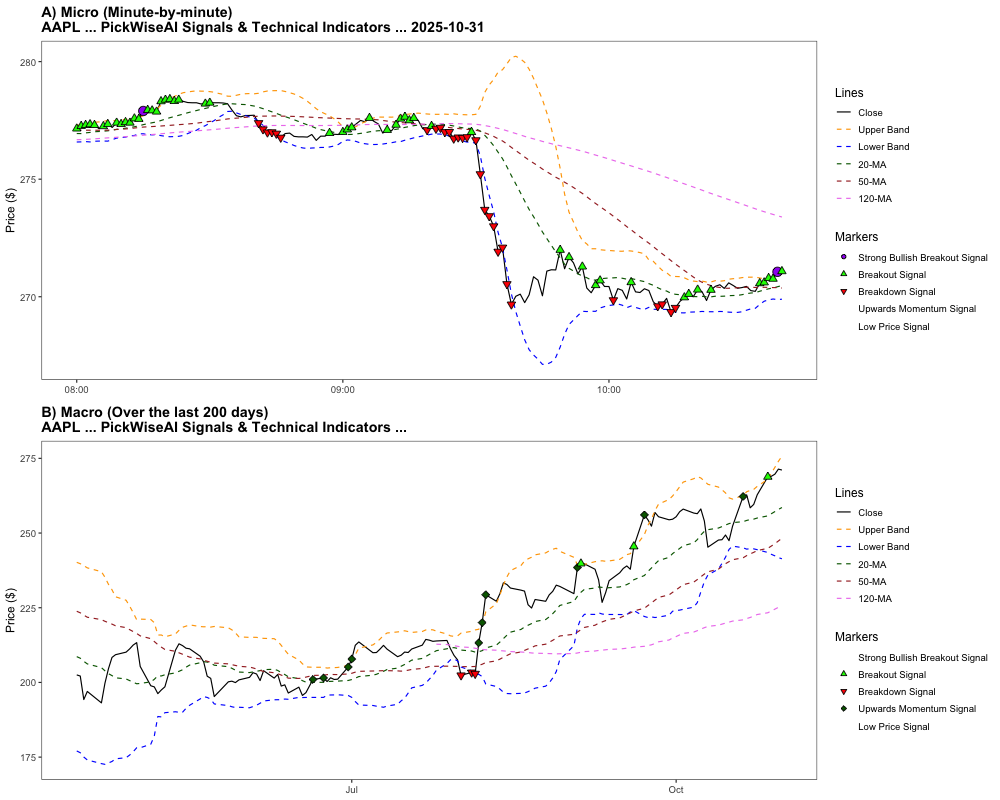 A) Micro (Minute-by-minute)
AAPL ... PickWiseAI Signals & Technical Indicators ... 2025-10-31
280
275
270
Price ($)
08:00
09:00
10:00
Lines
Close
Upper Band
Lower Band
20-MA
50-MA
120-MA
Markers
Strong Bullish Breakout Signal
Breakout Signal
Breakdown Signal
Upwards Momentum Signal
Low Price Signal
B) Macro (Over the last 200 days)
AAPL ... PickWiseAI Signals & Technical Indicators ...
275
250
225
200
175
Price ($)
Jul
Oct
Lines
Close
Upper Band
Lower Band
20-MA
50-MA
120-MA
Markers
Strong Bullish Breakout Signal
Breakout Signal
Breakdown Signal
Upwards Momentum Signal
Low Price Signal